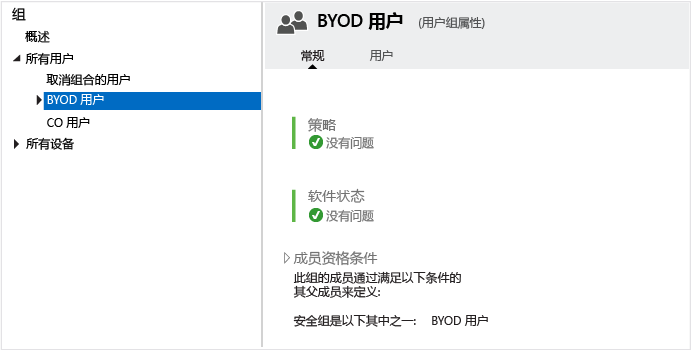 组
概述
所有用户
取消组合的用户
BYOD 用户
CO 用户
所有设备
BYOD 用户 (用户组属性)
常规 用户
策略
没有问题
软件状态
没有问题
成员资格条件
此组的成员通过满足以下条件的
其父成员来定义:
安全组是以下其中之一: BYOD 用户